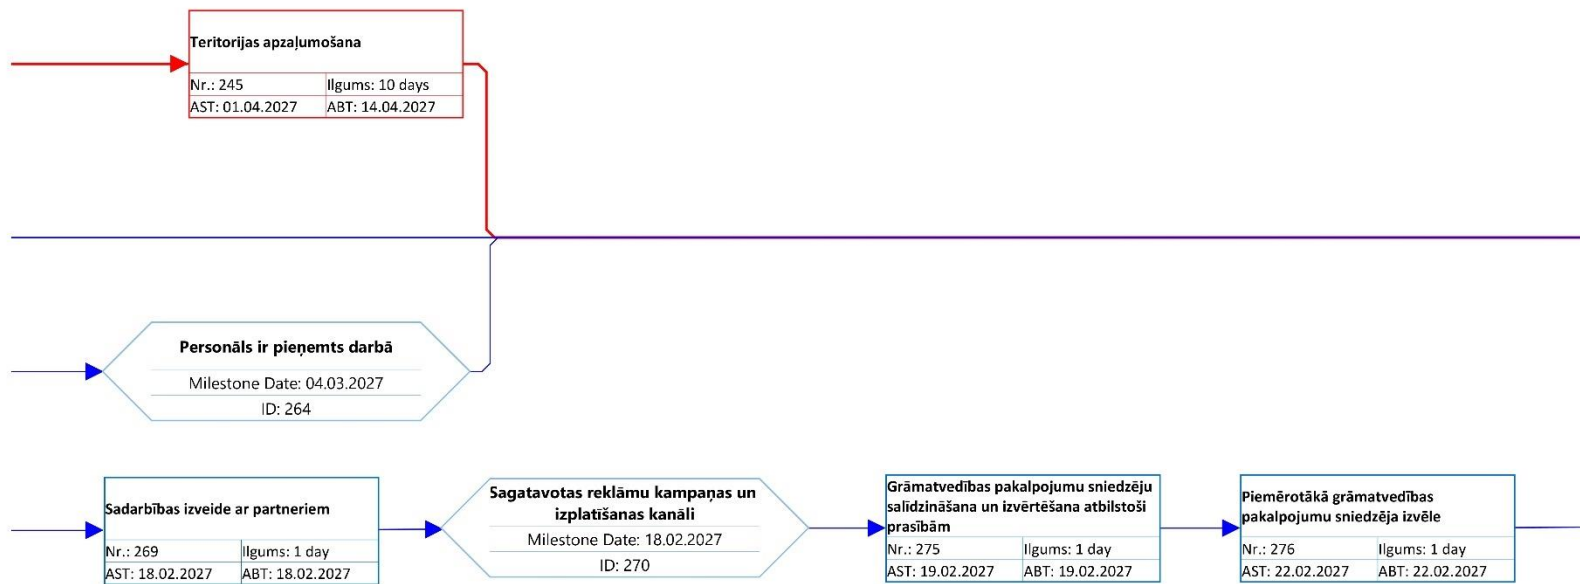 Teritorijas apzaļumošana
Nr.: 245 Ilgums: 10 days
AST: 01.04.2027 ABT: 14.04.2027
Personāls ir pieņemts darbā
Milestone Date: 04.03.2027
ID: 264
Sadarbības izveide ar partneriem
Nr.: 269 Ilgums: 1 day
AST: 18.02.2027 ABT: 18.02.2027
Sagatavotas reklāmu kampaņas un
izplatīšanas kanāli
Milestone Date: 18.02.2027
ID: 270
Grāmatvedības pakalpojumu sniedzēju
salīdzināšana un izvērtēšana atbilstoši
prasībām
Nr.: 275 Ilgums: 1 day
AST: 19.02.2027 ABT: 19.02.2027
Piemērotākā grāmatvedības
pakalpojumu sniedzēja izvēle
Nr.: 276 Ilgums: 1 day
AST: 22.02.2027 ABT: 22.02.2027